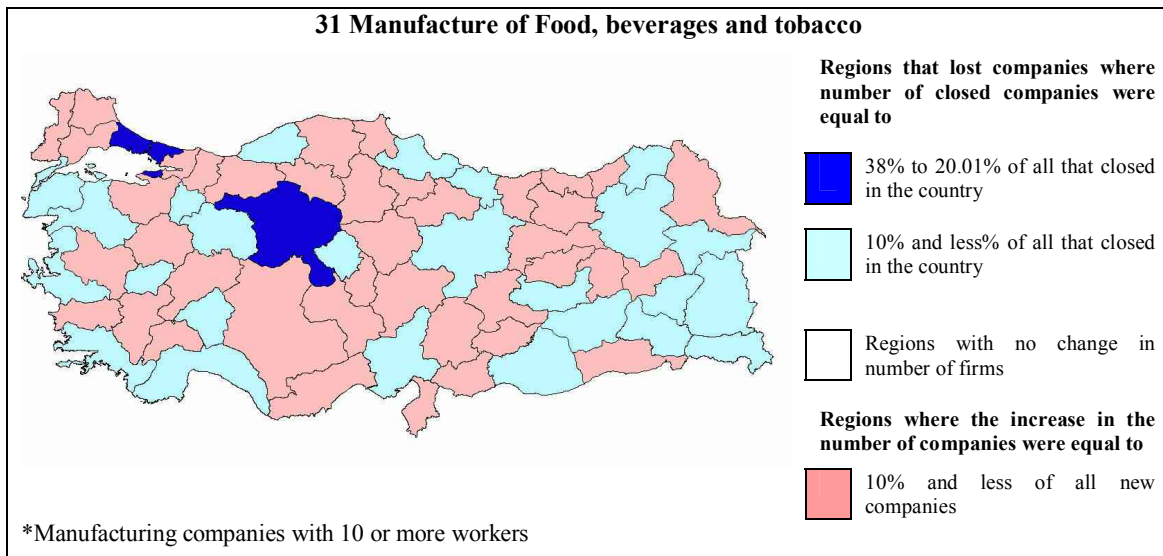 31 Manufacture of Food, beverages and tobacco
Regions that lost companies where
number of closed companies were
equal to
38% to 20.01% of all that closed
in the country
10% and less% of all that closed
in the country
Regions with no change in
number of firms
Regions where the increase in the
number of companies were equal to
10% and less of all new
companies
*Manufacturing companies with 10 or more workers